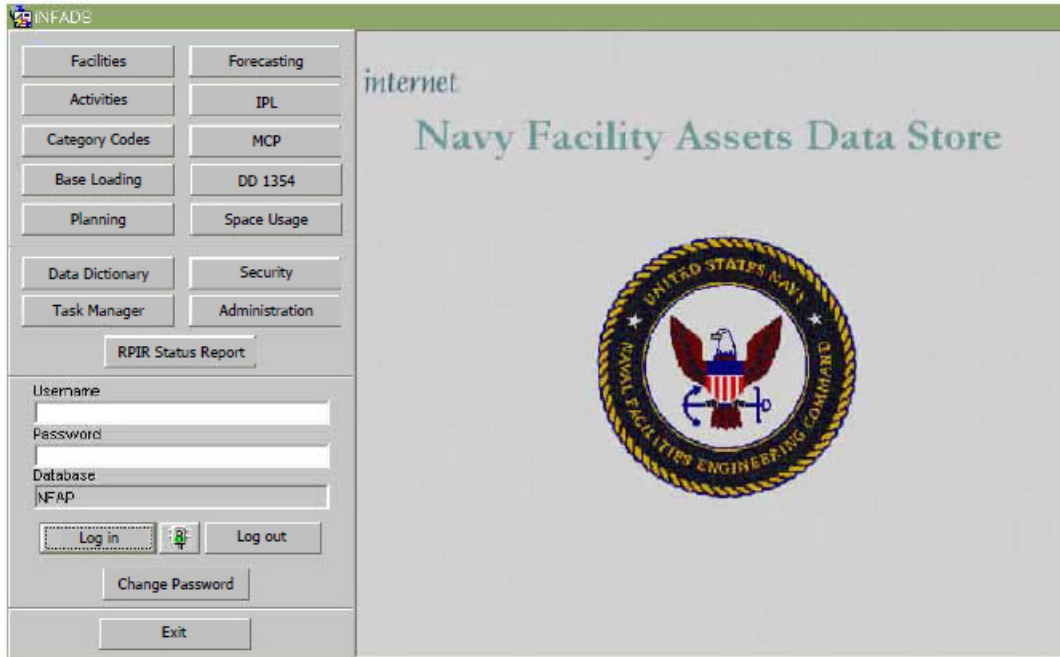 iNFADS
Facilities Forecasting
Activities IPL
Category Codes MCP
Base Loading DD 1354
Planning Space Usage
Data Dictionary Security
Task Manager Administration
RPIR Status Report
Username
Password
Database
NFAP
Log in Log out
Change Password
Exit
internet
Navy Facility Assets Data Store
UNITED STATES NAVY
NAVAL FACILITIES ENGINEERING COMMAND